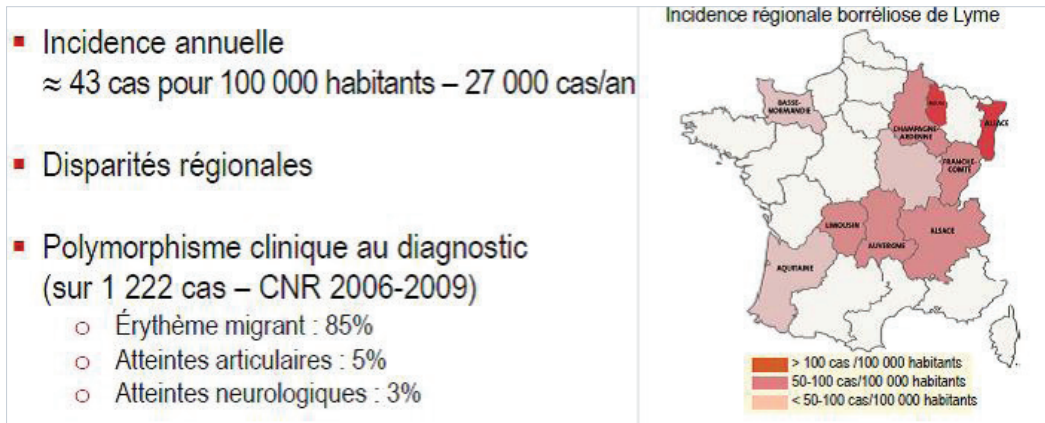 Incidence annuelle
≈ 43 cas pour 100 000 habitants – 27 000 cas/an
Disparités régionales
Polymorphisme clinique au diagnostic
(sur 1 222 cas – CNR 2006-2009)
o Érythème migrant : 85%
o Atteintes articulaires : 5%
o Atteintes neurologiques : 3%
Incidence régionale borréliose de Lyme
BASSE-
NORMANDIE
CHAMPAGNE-
ARDENNE
ALSACE
FRANCHE-
COMTÉ
LIMOUSIN
AUVERGNE
ALSACE
AQUITAINE
> 100 cas /100 000 habitants
50-100 cas/100 000 habitants
< 50-100 cas/100 000 habitants